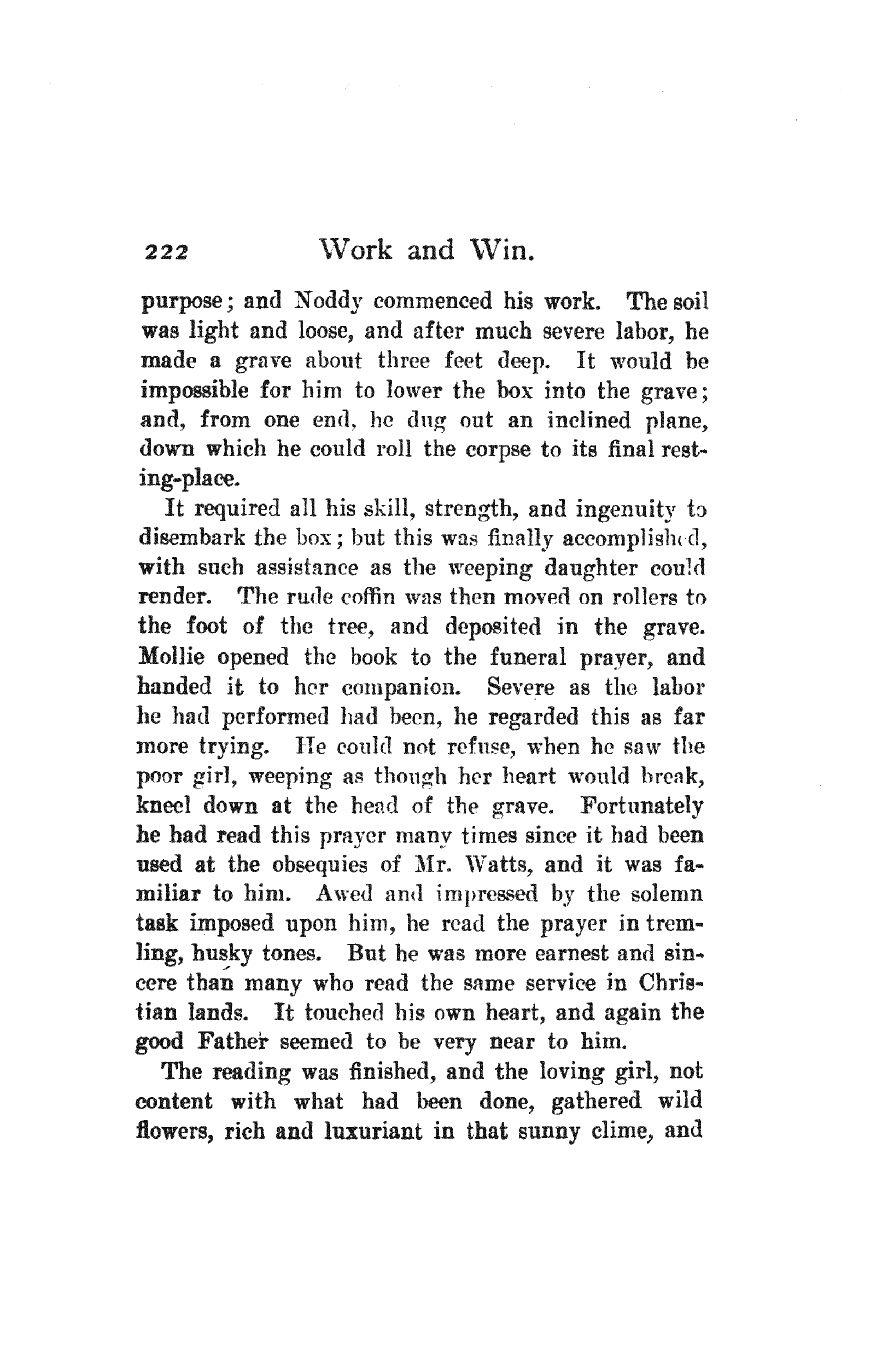 222 Work and Win.
purpose; and Noddy commenced his work. The soil
was light and loose, and after much severe labor, he
made a grave about three feet deep. It would be
impossible for him to lower the box into the grave;
and, from one end, he dug out an inclined plane,
down which he could roll the corpse to its final rest-
ing-place.
It required all his skill, strength, and ingenuity to
disembark the box; but this was finally accomplished,
with such assistance as the weeping daughter could
render. The rude coffin was then moved on rollers to
the foot of the tree, and deposited in the grave.
Mollie opened the book to the funeral prayer, and
handed it to her companion. Severe as the labor
he had performed had been, he regarded this as far
more trying. He could not refuse, when he saw the
poor girl, weeping as though her heart would break,
kneel down at the head of the grave. Fortunately
he had read this prayer many times since it had been
used at the obsequies of Mr. Watts, and it was fa-
miliar to him. Awed and impressed by the solemn
task imposed upon him, he read the prayer in trem-
ling, husky tones. But he was more earnest and sin-
cere than many who read the same service in Chris-
tian lands. It touched his own heart, and again the
good Father seemed to be very near to him.
The reading was finished, and the loving girl, not
content with what had been done, gathered wild
flowers, rich and luxuriant in that sunny clime, and